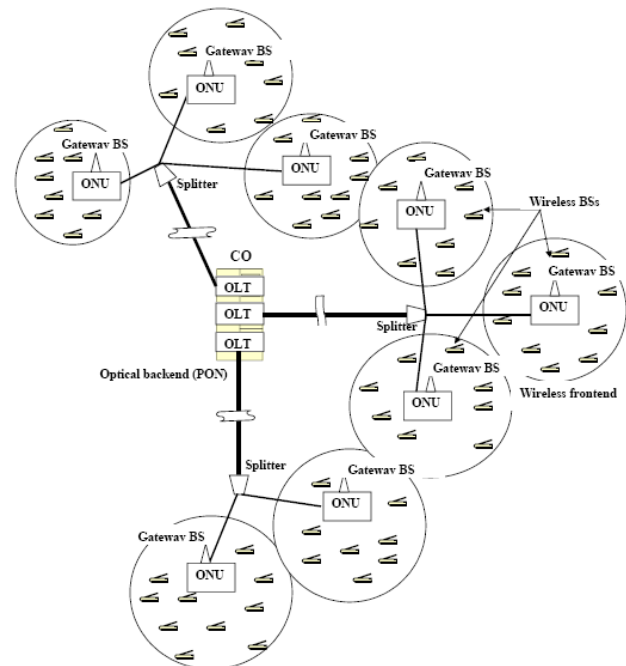 Gateway BS
ONU
Gateway BS
ONU
Gateway BS
ONU
Splitter
Gateway BS
ONU
Wireless BSs
CO
OLT
OLT
OLT
Gateway BS
ONU
Splitter
Optical backend (PON)
Gateway BS
ONU
Wireless frontend
Splitter
Gateway BS
ONU
Gateway BS
ONU